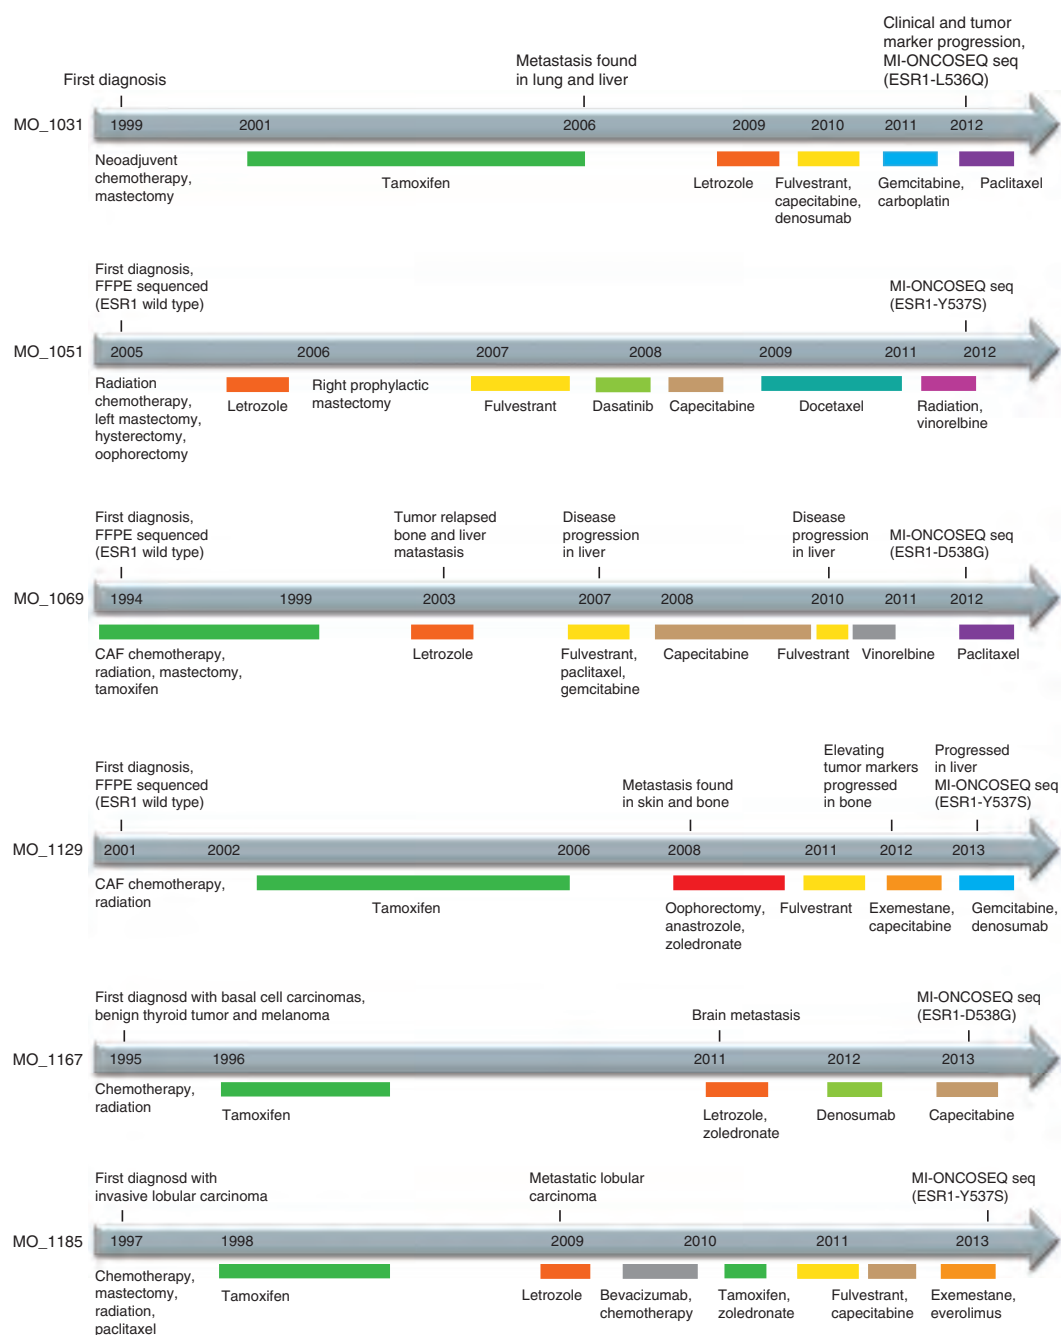 Clinical and tumor
marker progression,
MI-ONCOSEQ seq
(ESR1-L536Q)
Metastasis found
in lung and liver
First diagnosis
MO_1031
1999 2001 2006 2009 2010 2011 2012
Neoadjuvent
chemotherapy,
mastectomy
Tamoxifen
Letrozole
Fulvestrant,
capecitabine,
denosumab
Gemcitabine,
carboplatin
Paclitaxel
First diagnosis,
FFPE sequenced
(ESR1 wild type)
MI-ONCOSEQ seq
(ESR1-Y537S)
MO_1051
2005 2006 2007 2008 2009 2011 2012
Radiation
chemotherapy,
left mastectomy,
hysterectomy,
oophorectomy
Letrozole
Right prophylactic
mastectomy
Fulvestrant
Dasatinib
Capecitabine
Docetaxel
Radiation,
vinorelbine
First diagnosis,
FFPE sequenced
(ESR1 wild type)
Tumor relapsed
bone and liver
matastasis
Disease
progression
in liver
Disease
progression
in liver
MI-ONCOSEQ seq
(ESR1-D538G)
MO_1069
1994 1999 2003 2007 2008 2010 2011 2012
CAF chemotherapy,
radiation, mastectomy,
tamoxifen
Letrozole
Fulvestrant,
paclitaxel,
gemcitabine
Capecitabine
Fulvestrant
Vinorelbine
Paclitaxel
First diagnosis,
FFPE sequenced
(ESR1 wild type)
Metastasis found
in skin and bone
Elevating
tumor markers
progressed
in bone
Progressed
in liver
MI-ONCOSEQ seq
(ESR1-Y537S)
MO_1129
2001 2002 2006 2008 2011 2012 2013
CAF chemotherapy,
radiation
Tamoxifen
Oophorectomy,
anastrozole,
zoledronate
Fulvestrant
Exemestane,
capecitabine
Gemcitabine,
denosumab
First diagnosd with basal cell carcinomas,
benign thyroid tumor and melanoma
Brain metastasis
MI-ONCOSEQ seq
(ESR1-D538G)
MO_1167
1995 1996 2011 2012 2013
Chemotherapy,
radiation
Tamoxifen
Letrozole,
zoledronate
Denosumab
Capecitabine
First diagnosd with
invasive lobular carcinoma
Metastatic lobular
carcinoma
MI-ONCOSEQ seq
(ESR1-Y537S)
MO_1185
1997 1998 2009 2010 2011 2013
Chemotherapy,
mastectomy,
radiation,
paclitaxel
Tamoxifen
Letrozole
Bevacizumab,
chemotherapy
Tamoxifen,
zoledronate
Fulvestrant,
capecitabine
Exemestane,
everolimus